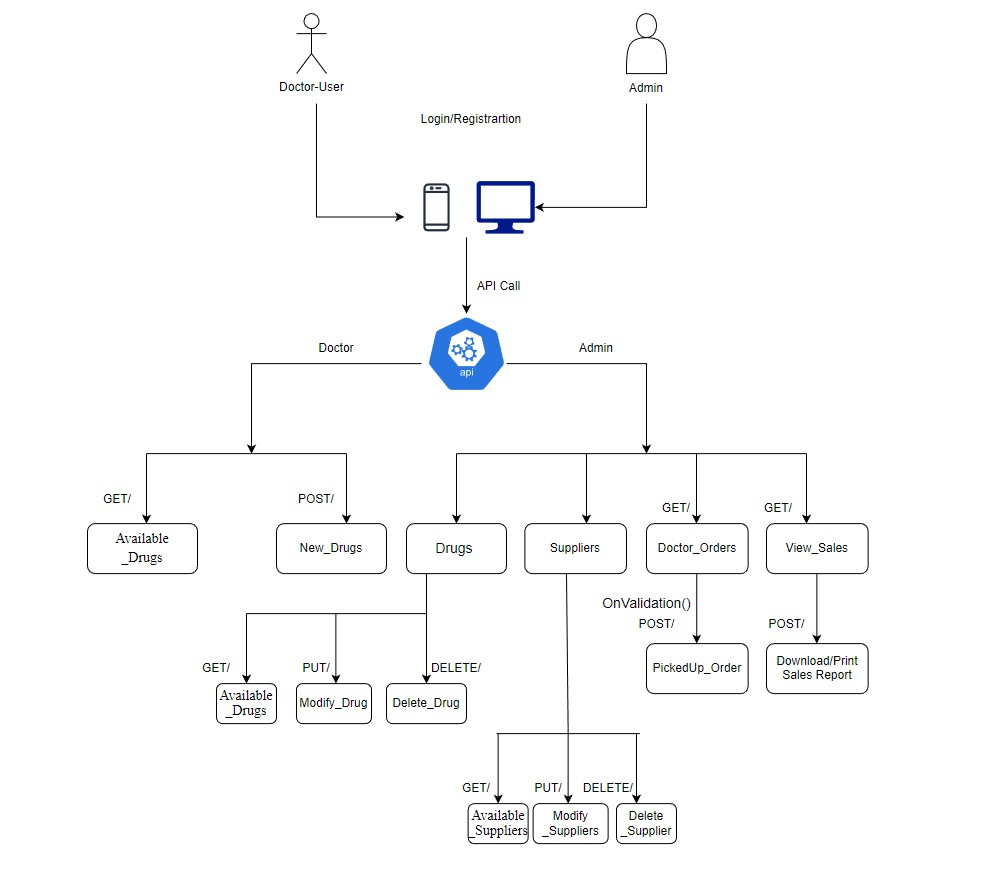 Doctor-User
Admin
Login/Registrartion
API Call
api
Doctor
Admin
GET/
POST/
GET/
GET/
Available
_Drugs
New_Drugs
Drugs
Suppliers
Doctor_Orders
View_Sales
OnValidation()
POST/
POST/
PickedUp_Order
Download/Print
Sales Report
GET/
PUT/
DELETE/
Available
_Drugs
Modify_Drug
Delete_Drug
GET/
PUT/
DELETE/
Available
_Suppliers
Modify
_Suppliers
Delete
_Supplier